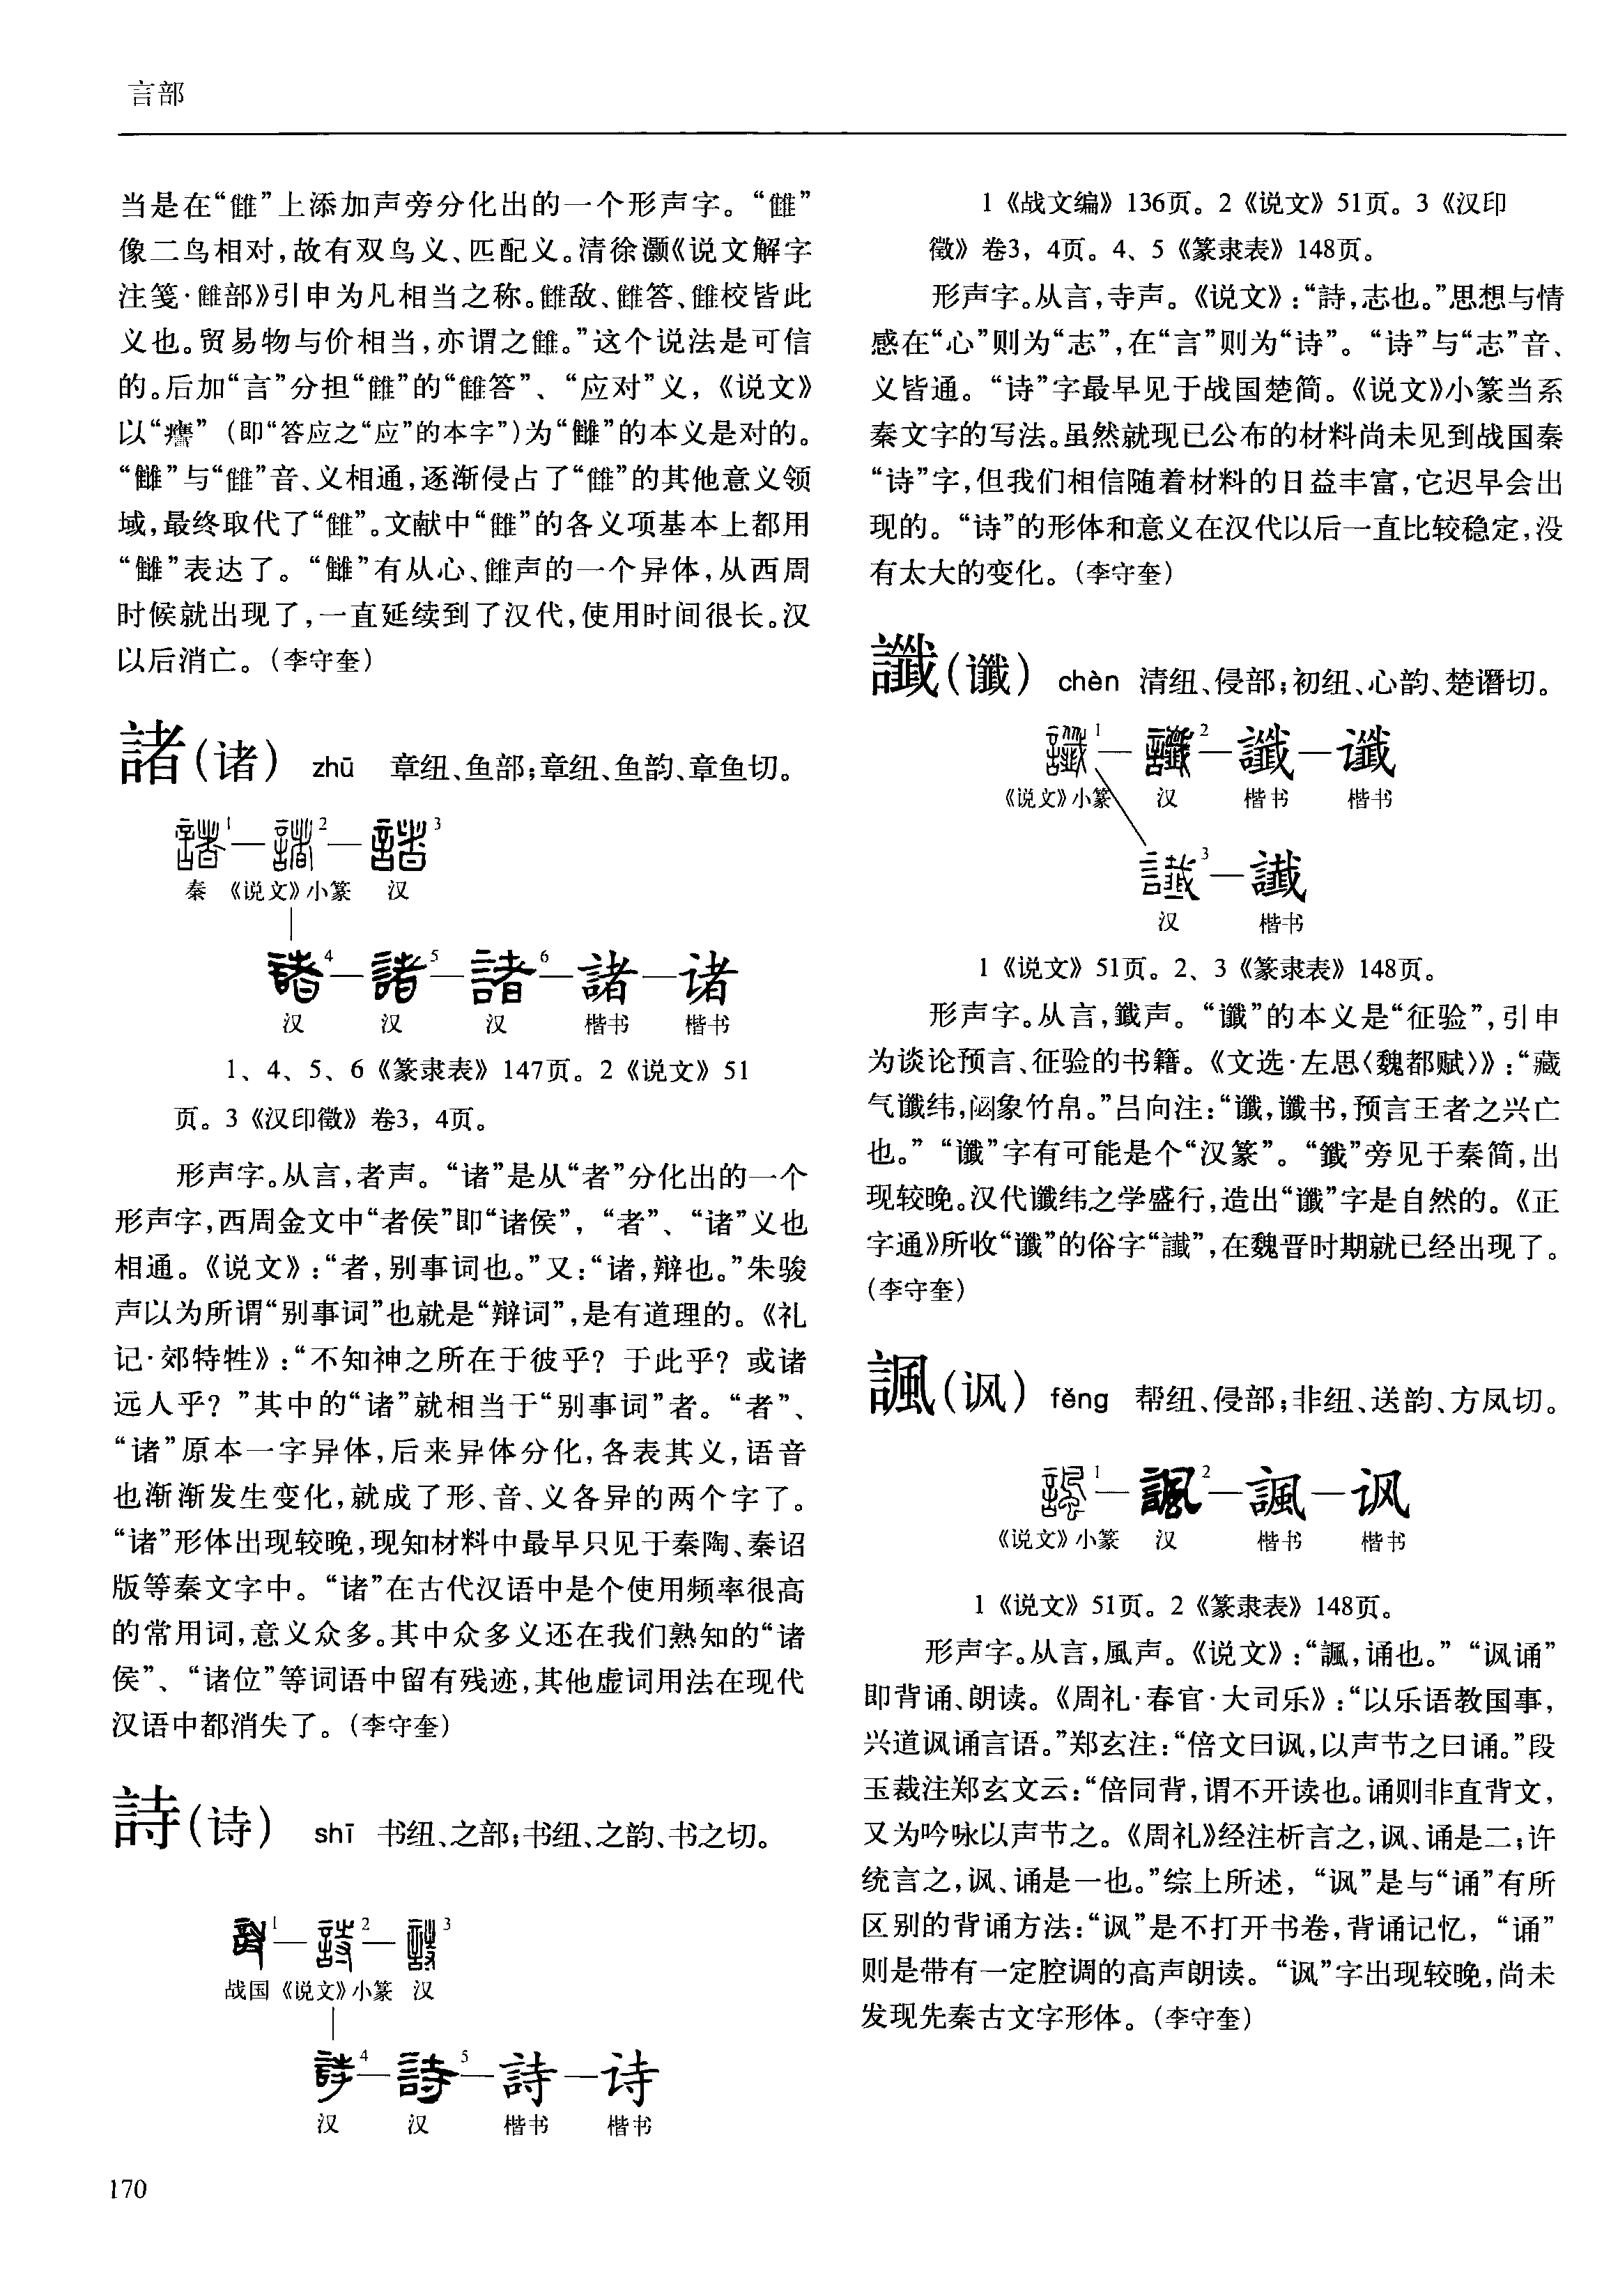 言部
当是在“雔”上添加声旁分化出的一个形声字。“雔”
像二鸟相对，故有双鸟义、匹配义。清徐灏《说文解字
注笺·雔部》引申为凡相当之称。雔敌、雔答、雔校皆此
义也。贸易物与价相当，亦谓之雔。”这个说法是可信
的。后加“言”分担“雔”的“雔答”、“应对”义，《说文》
以“𤻮”（即“答应之“应”的本字”）为“讎”的本义是对的。
“讎”与“雔”音、义相通，逐渐侵占了“雔”的其他意义领
域，最终取代了“雔”。文献中“雔”的各义项基本上都用
“讎”表达了。“讎”有从心、雔声的一个异体，从西周
时候就出现了，一直延续到了汉代，使用时间很长。汉
以后消亡。（李守奎）
諸（诸） zhū 章纽、鱼部；章纽、鱼韵、章鱼切。
諸1—諸2—諸3
秦 《说文》小篆 汉
諸4—諸5—諸6—諸—诸
汉 汉 汉 楷书 楷书
1、4、5、6《篆隶表》147页。2《说文》51
页。3《汉印徵》卷3，4页。
形声字。从言，者声。“诸”是从“者”分化出的一个
形声字，西周金文中“者侯”即“诸侯”，“者”、“诸”义也
相通。《说文》：“者，别事词也。”又：“诸，辩也。”朱骏
声以为所谓“别事词”也就是“辩词”，是有道理的。《礼
记·郊特牲》：“不知神之所在于彼乎？于此乎？或诸
远人乎？”其中的“诸”就相当于“别事词”者。“者”、
“诸”原本一字异体，后来异体分化，各表其义，语音
也渐渐发生变化，就成了形、音、义各异的两个字了。
“诸”形体出现较晚，现知材料中最早只见于秦陶、秦诏
版等秦文字中。“诸”在古代汉语中是个使用频率很高
的常用词，意义众多。其中众多义还在我们熟知的“诸
侯”、“诸位”等词语中留有残迹，其他虚词用法在现代
汉语中都消失了。（李守奎）
詩（诗） shī 书纽、之部；书纽、之韵、书之切。
詩1—詩2—詩3
战国 《说文》小篆 汉
詩4—詩5—詩—诗
汉 汉 楷书 楷书
170
1《战文编》136页。2《说文》51页。3《汉印
徵》卷3，4页。4、5《篆隶表》148页。
形声字。从言，寺声。《说文》：“詩，志也。”思想与情
感在“心”则为“志”，在“言”则为“诗”。“诗”与“志”音、
义皆通。“诗”字最早见于战国楚简。《说文》小篆当系
秦文字的写法。虽然就现已公布的材料尚未见到战国秦
“诗”字，但我们相信随着材料的日益丰富，它迟早会出
现的。“诗”的形体和意义在汉代以后一直比较稳定，没
有太大的变化。（李守奎）
讖（谶） chèn 清纽、侵部；初纽、心韵、楚谮切。
讖1—讖2—讖—谶
《说文》小篆 汉 楷书 楷书
䜟3—䜟
汉 楷书
1《说文》51页。2、3《篆隶表》148页。
形声字。从言，韱声。“谶”的本义是“征验”，引申
为谈论预言、征验的书籍。《文选·左思〈魏都赋〉》：“藏
气谶纬，闷象竹帛。”吕向注：“谶，谶书，预言王者之兴亡
也。”“谶”字有可能是个“汉篆”。“韱”旁见于秦简，出
现较晚。汉代谶纬之学盛行，造出“谶”字是自然的。《正
字通》所收“谶”的俗字“䜟”，在魏晋时期就已经出现了。
（李守奎）
諷（讽） fěng 帮纽、侵部；非纽、送韵、方凤切。
諷1—諷2—諷—讽
《说文》小篆 汉 楷书 楷书
1《说文》51页。2《篆隶表》148页。
形声字。从言，風声。《说文》：“諷，诵也。”“讽诵”
即背诵、朗读。《周礼·春官·大司乐》：“以乐语教国事，
兴道讽诵言语。”郑玄注：“倍文曰讽，以声节之曰诵。”段
玉裁注郑玄文云：“倍同背，谓不开读也。诵则非直背文，
又为吟咏以声节之。《周礼》经注析言之，讽、诵是二；许
统言之，讽、诵是一也。”综上所述，“讽”是与“诵”有所
区别的背诵方法：“讽”是不打开书卷，背诵记忆，“诵”
则是带有一定腔调的高声朗读。“讽”字出现较晚，尚未
发现先秦古文字形体。（李守奎）